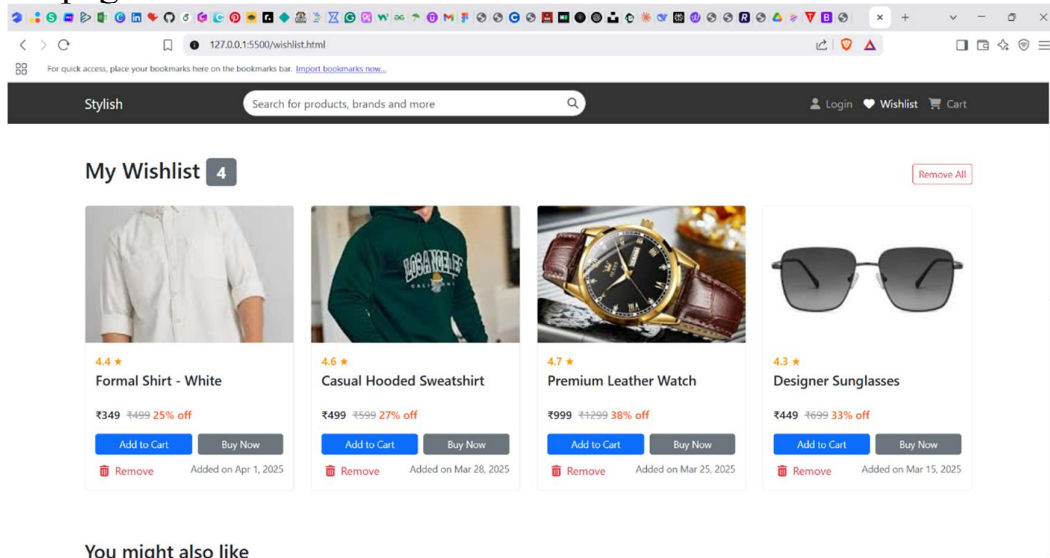 127.0.0.1:5500/wishlist.html
For quick access, place your bookmarks here on the bookmarks bar. Import bookmarks now...
Stylish
Search for products, brands and more
Login Wishlist Cart
My Wishlist 4
Remove All
LOS ANGELES
4.4 ★ 4.6 ★ 4.7 ★ 4.3 ★
Formal Shirt - White Casual Hooded Sweatshirt Premium Leather Watch Designer Sunglasses
₹349 ₹499 25% off ₹499 ₹599 27% off ₹999 ₹1299 38% off ₹449 ₹699 33% off
Add to Cart Buy Now Add to Cart Buy Now Add to Cart Buy Now Add to Cart Buy Now
Remove Added on Apr 1, 2025 Remove Added on Mar 28, 2025 Remove Added on Mar 25, 2025 Remove Added on Mar 15, 2025
You might also like